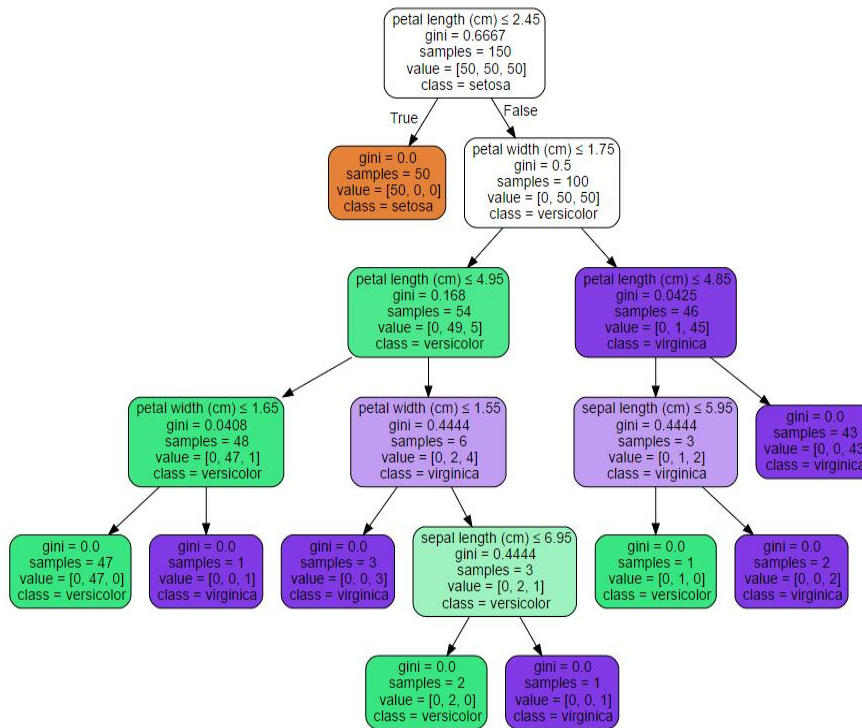 petal length (cm) ≤ 2.45
gini = 0.6667
samples = 150
value = [50, 50, 50]
class = setosa
True
False
gini = 0.0
samples = 50
value = [50, 0, 0]
class = setosa
petal width (cm) ≤ 1.75
gini = 0.5
samples = 100
value = [0, 50, 50]
class = versicolor
petal length (cm) ≤ 4.95
gini = 0.168
samples = 54
value = [0, 49, 5]
class = versicolor
petal length (cm) ≤ 4.85
gini = 0.0425
samples = 46
value = [0, 1, 45]
class = virginica
petal width (cm) ≤ 1.65
gini = 0.0408
samples = 48
value = [0, 47, 1]
class = versicolor
petal width (cm) ≤ 1.55
gini = 0.4444
samples = 6
value = [0, 2, 4]
class = virginica
sepal length (cm) ≤ 5.95
gini = 0.4444
samples = 3
value = [0, 1, 2]
class = virginica
gini = 0.0
samples = 43
value = [0, 0, 43
class = virginica
gini = 0.0
samples = 47
value = [0, 47, 0]
class = versicolor
gini = 0.0
samples = 1
value = [0, 0, 1]
class = virginica
gini = 0.0
samples = 3
value = [0, 0, 3]
class = virginica
sepal length (cm) ≤ 6.95
gini = 0.4444
samples = 3
value = [0, 2, 1]
class = versicolor
gini = 0.0
samples = 1
value = [0, 1, 0]
class = versicolor
gini = 0.0
samples = 2
value = [0, 0, 2]
class = virginica
gini = 0.0
samples = 2
value = [0, 2, 0]
class = versicolor
gini = 0.0
samples = 1
value = [0, 0, 1]
class = virginica